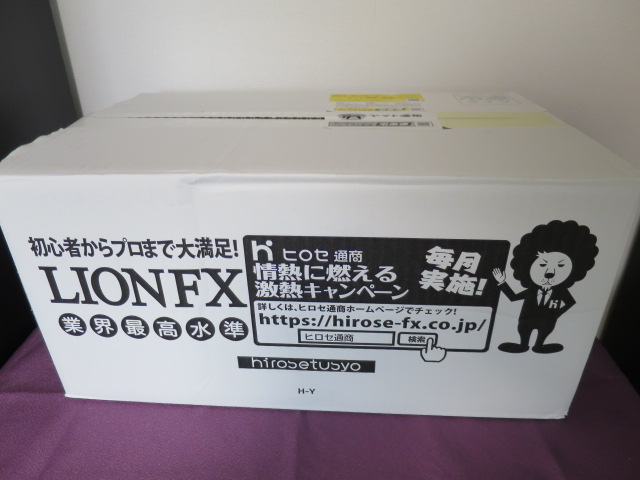 初心者からプロまで大満足!
LION FX
業界最高水準
h ヒロセ通商
情熱に燃える
激熱キャンペーン
毎月
実施!
詳しくは、ヒロセ通商ホームページでチェック!
https://hirose-fx.co.jp/
ヒロセ通商 検索
h
hirosetusyo
H-Y